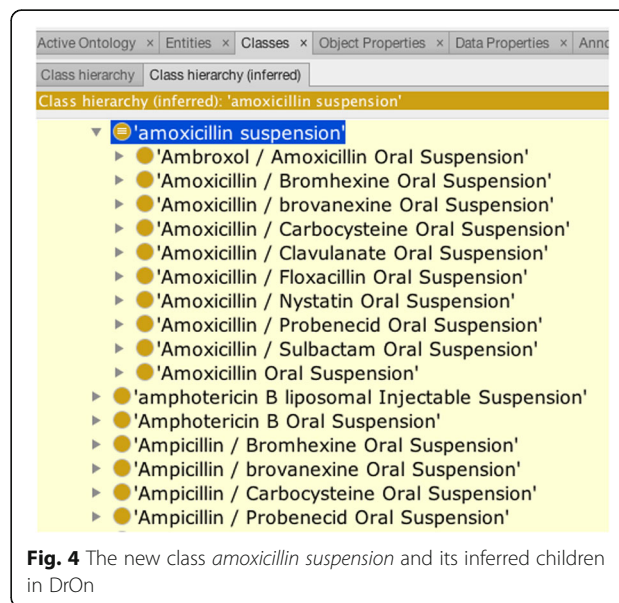 Active Ontology × Entities × Classes × Object Properties × Data Properties × Anno
Class hierarchy Class hierarchy (inferred)
Class hierarchy (inferred): 'amoxicillin suspension'
'amoxicillin suspension'
'Ambroxol / Amoxicillin Oral Suspension'
'Amoxicillin / Bromhexine Oral Suspension'
'Amoxicillin / brovanexine Oral Suspension'
'Amoxicillin / Carbocysteine Oral Suspension'
'Amoxicillin / Clavulanate Oral Suspension'
'Amoxicillin / Floxacillin Oral Suspension'
'Amoxicillin / Nystatin Oral Suspension'
'Amoxicillin / Probenecid Oral Suspension'
'Amoxicillin / Sulbactam Oral Suspension'
'Amoxicillin Oral Suspension'
'amphotericin B liposomal Injectable Suspension'
'Amphotericin B Oral Suspension'
'Ampicillin / Bromhexine Oral Suspension'
'Ampicillin / brovanexine Oral Suspension'
'Ampicillin / Carbocysteine Oral Suspension'
'Ampicillin / Probenecid Oral Suspension'
Fig. 4 The new class amoxicillin suspension and its inferred children
in DrOn